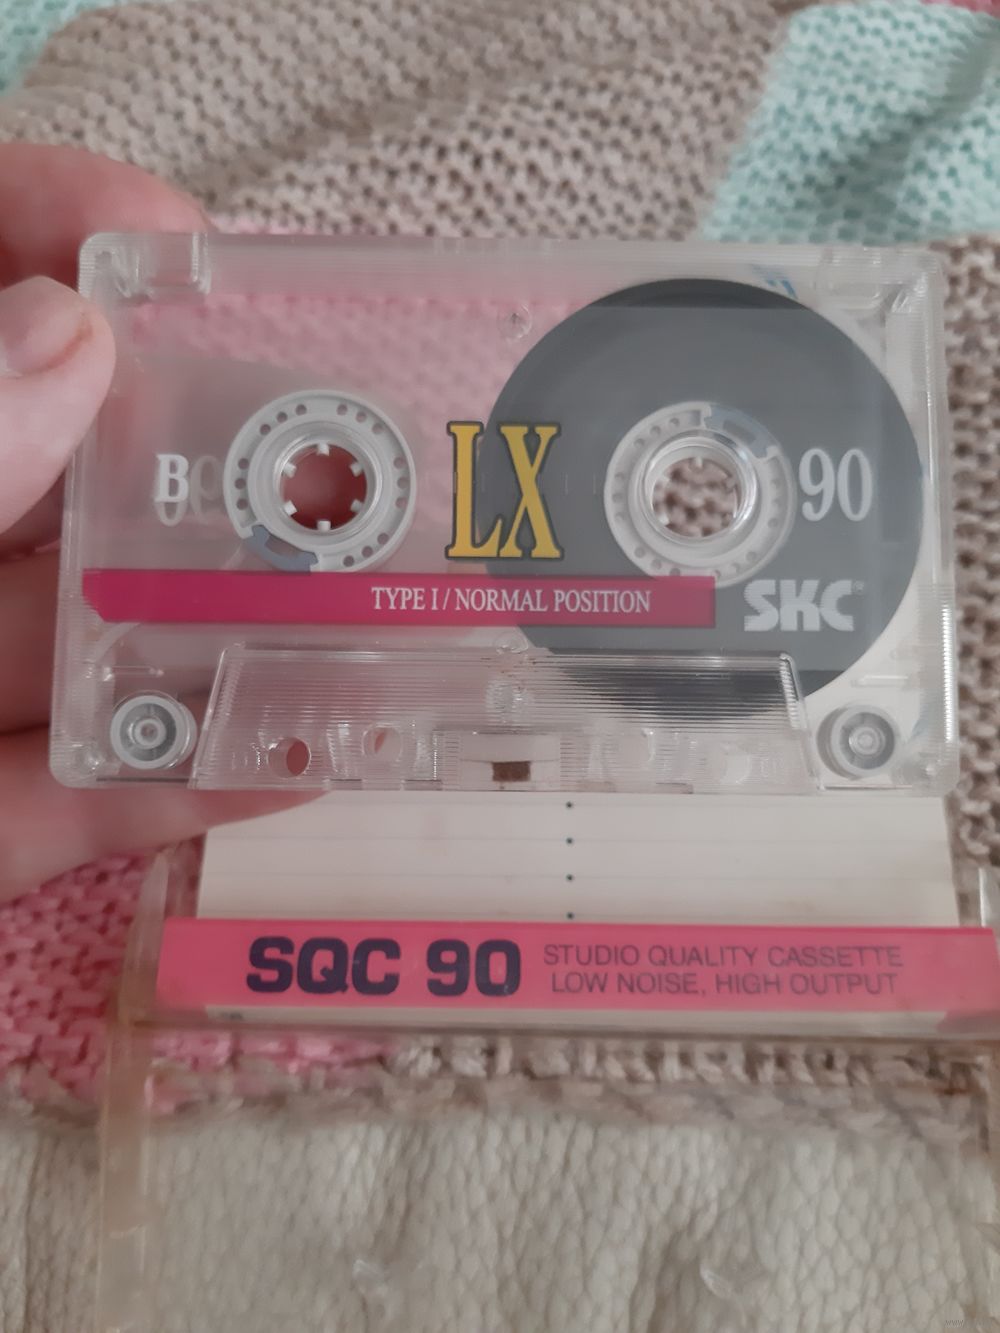 B
LX
90
TYPE I / NORMAL POSITION
SKC
SQC 90
STUDIO QUALITY CASSETTE
LOW NOISE, HIGH OUTPUT